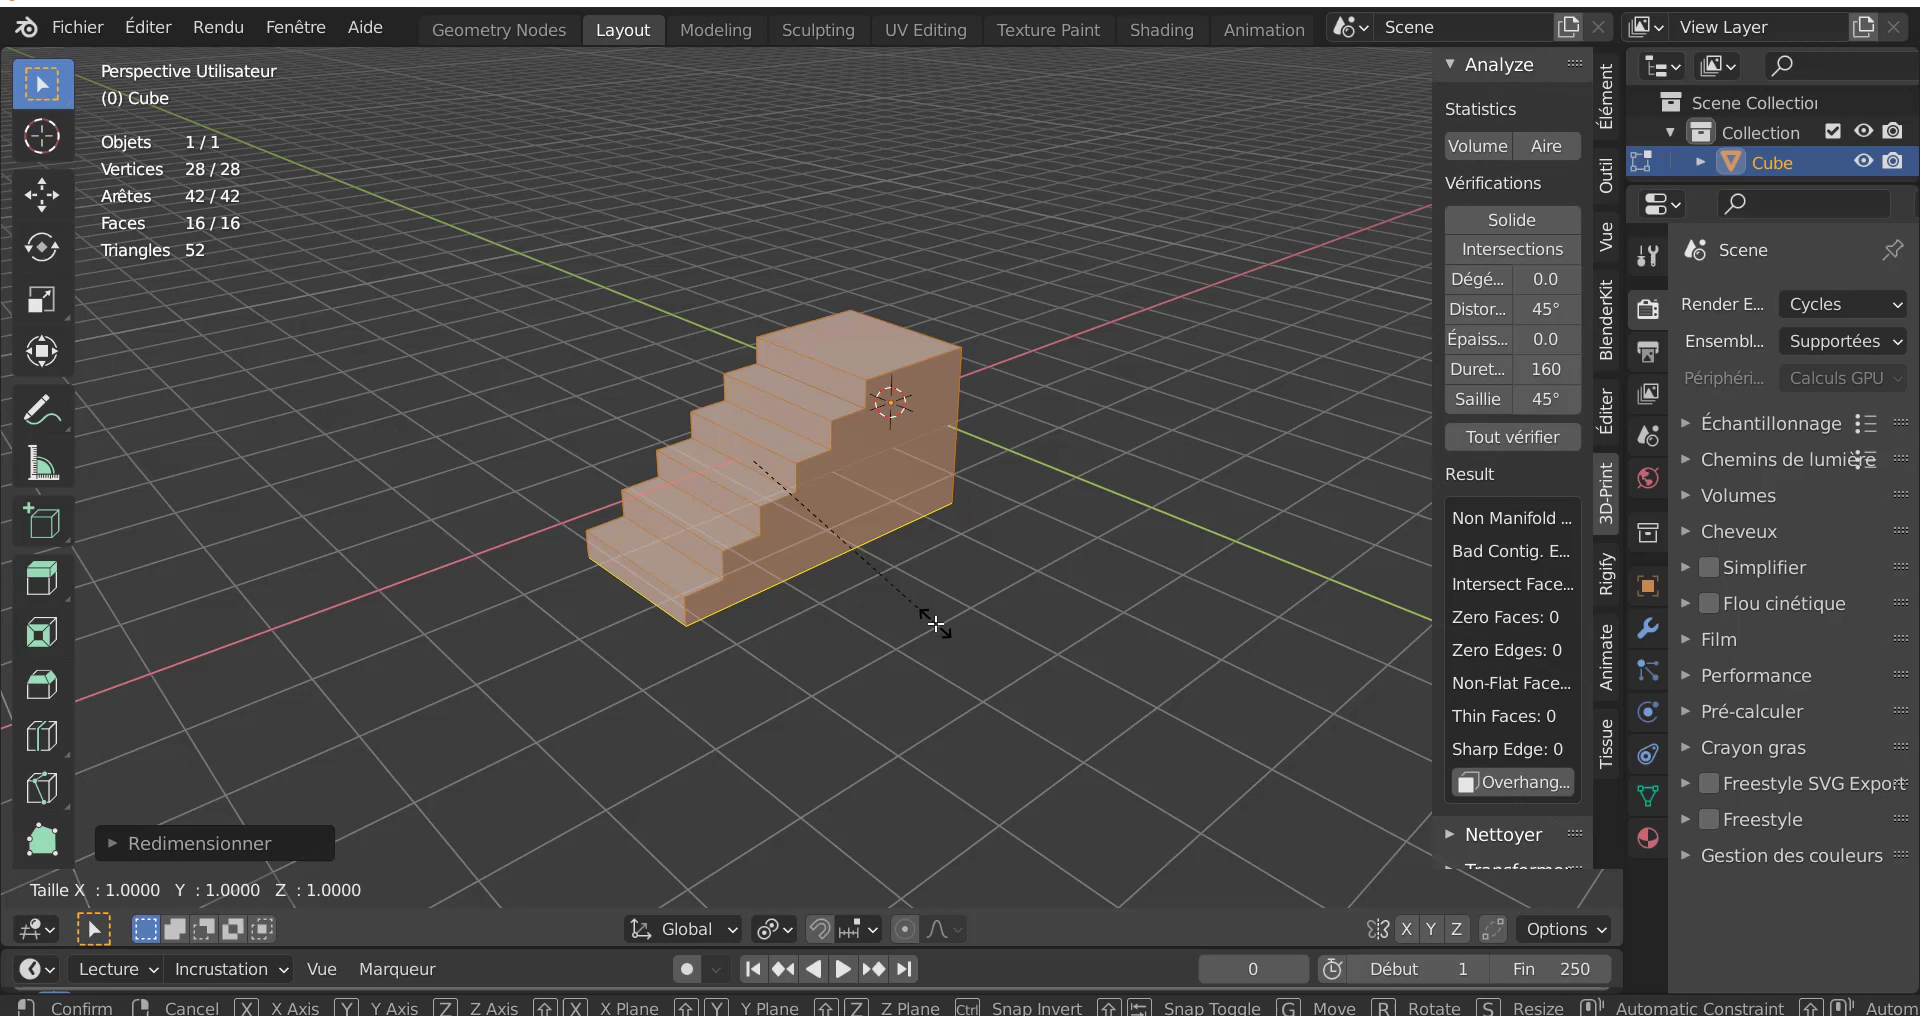 Fichier Éditer Rendu Fenêtre Aide Geometry Nodes Layout Modeling Sculpting UV Editing Texture Paint Shading Animation Scene View Layer
Perspective Utilisateur
(0) Cube
Objets 1 / 1
Vertices 28 / 28
Arêtes 42 / 42
Faces 16 / 16
Triangles 52
Redimensionner
Taille X : 1.0000 Y : 1.0000 Z : 1.0000
Analyze
Statistics
Volume Aire
Vérifications
Solide
Intersections
Dégé... 0.0
Distor... 45°
Épaiss... 0.0
Duret... 160
Saillie 45°
Tout vérifier
Result
Non Manifold ...
Bad Contig. E...
Intersect Face...
Zero Faces: 0
Zero Edges: 0
Non-Flat Face...
Thin Faces: 0
Sharp Edge: 0
Overhang...
Nettoyer
Élément
Outil
Vue
BlenderKit
Éditer
3D-Print
Rigify
Animate
Tissue
Scene Collection
Collection
Cube
Scene
Render E... Cycles
Ensembl... Supportées
Périphéri... Calculs GPU
Échantillonnage
Chemins de lumière
Volumes
Cheveux
Simplifier
Flou cinétique
Film
Performance
Pré-calculer
Crayon gras
Freestyle SVG Export
Freestyle
Gestion des couleurs
Global X Y Z Options
Lecture Incrustation Vue Marqueur 0 Début 1 Fin 250
Confirm Cancel X X Axis Y Y Axis Z Z Axis X X Plane Y Y Plane Z Z Plane Ctrl Snap Invert Snap Toggle G Move R Rotate S Resize Automatic Constraint Autom